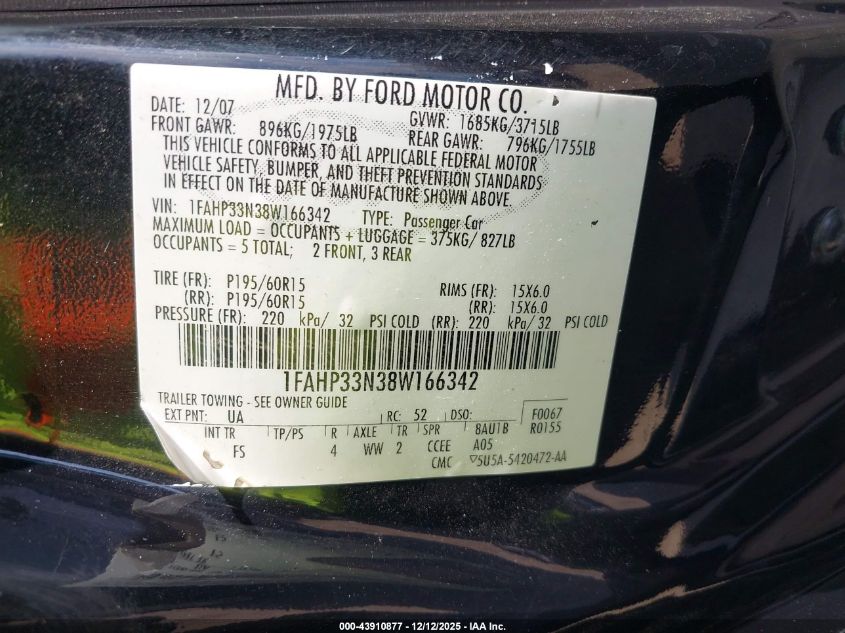 MFD. BY FORD MOTOR CO.
DATE: 12/07 GVWR: 1685KG/3715LB
FRONT GAWR: 896KG/1975LB REAR GAWR: 796KG/1755LB
THIS VEHICLE CONFORMS TO ALL APPLICABLE FEDERAL MOTOR
VEHICLE SAFETY, BUMPER, AND THEFT PREVENTION STANDARDS
IN EFFECT ON THE DATE OF MANUFACTURE SHOWN ABOVE.
VIN: 1FAHP33N38W166342 TYPE: Passenger Car
MAXIMUM LOAD = OCCUPANTS + LUGGAGE = 375KG/ 827LB
OCCUPANTS = 5 TOTAL; 2 FRONT, 3 REAR
TIRE (FR): P195/60R15 RIMS (FR): 15X6.0
(RR): P195/60R15 (RR): 15X6.0
PRESSURE (FR): 220 kPa/ 32 PSI COLD (RR): 220 kPa/ 32 PSI COLD
1FAHP33N38W166342
TRAILER TOWING - SEE OWNER GUIDE
EXT PNT: UA RC: 52 DSO: F0067
INT TR TP/PS R AXLE TR SPR 8AU1B R0155
FS 4 WW 2 CCEE A05
CMC 5U5A-5420472-AA
000-43910877 - 12/12/2025 - IAA Inc.